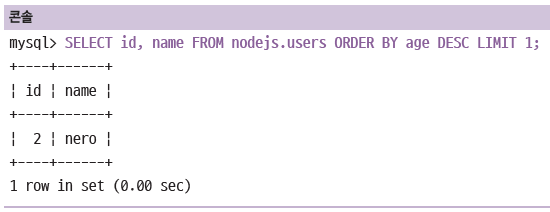 콘솔
mysql> SELECT id, name FROM nodejs.users ORDER BY age DESC LIMIT 1;
+----+------+
¦ id ¦ name ¦
+----+------+
¦  2 ¦ nero ¦
+----+------+
1 row in set (0.00 sec)